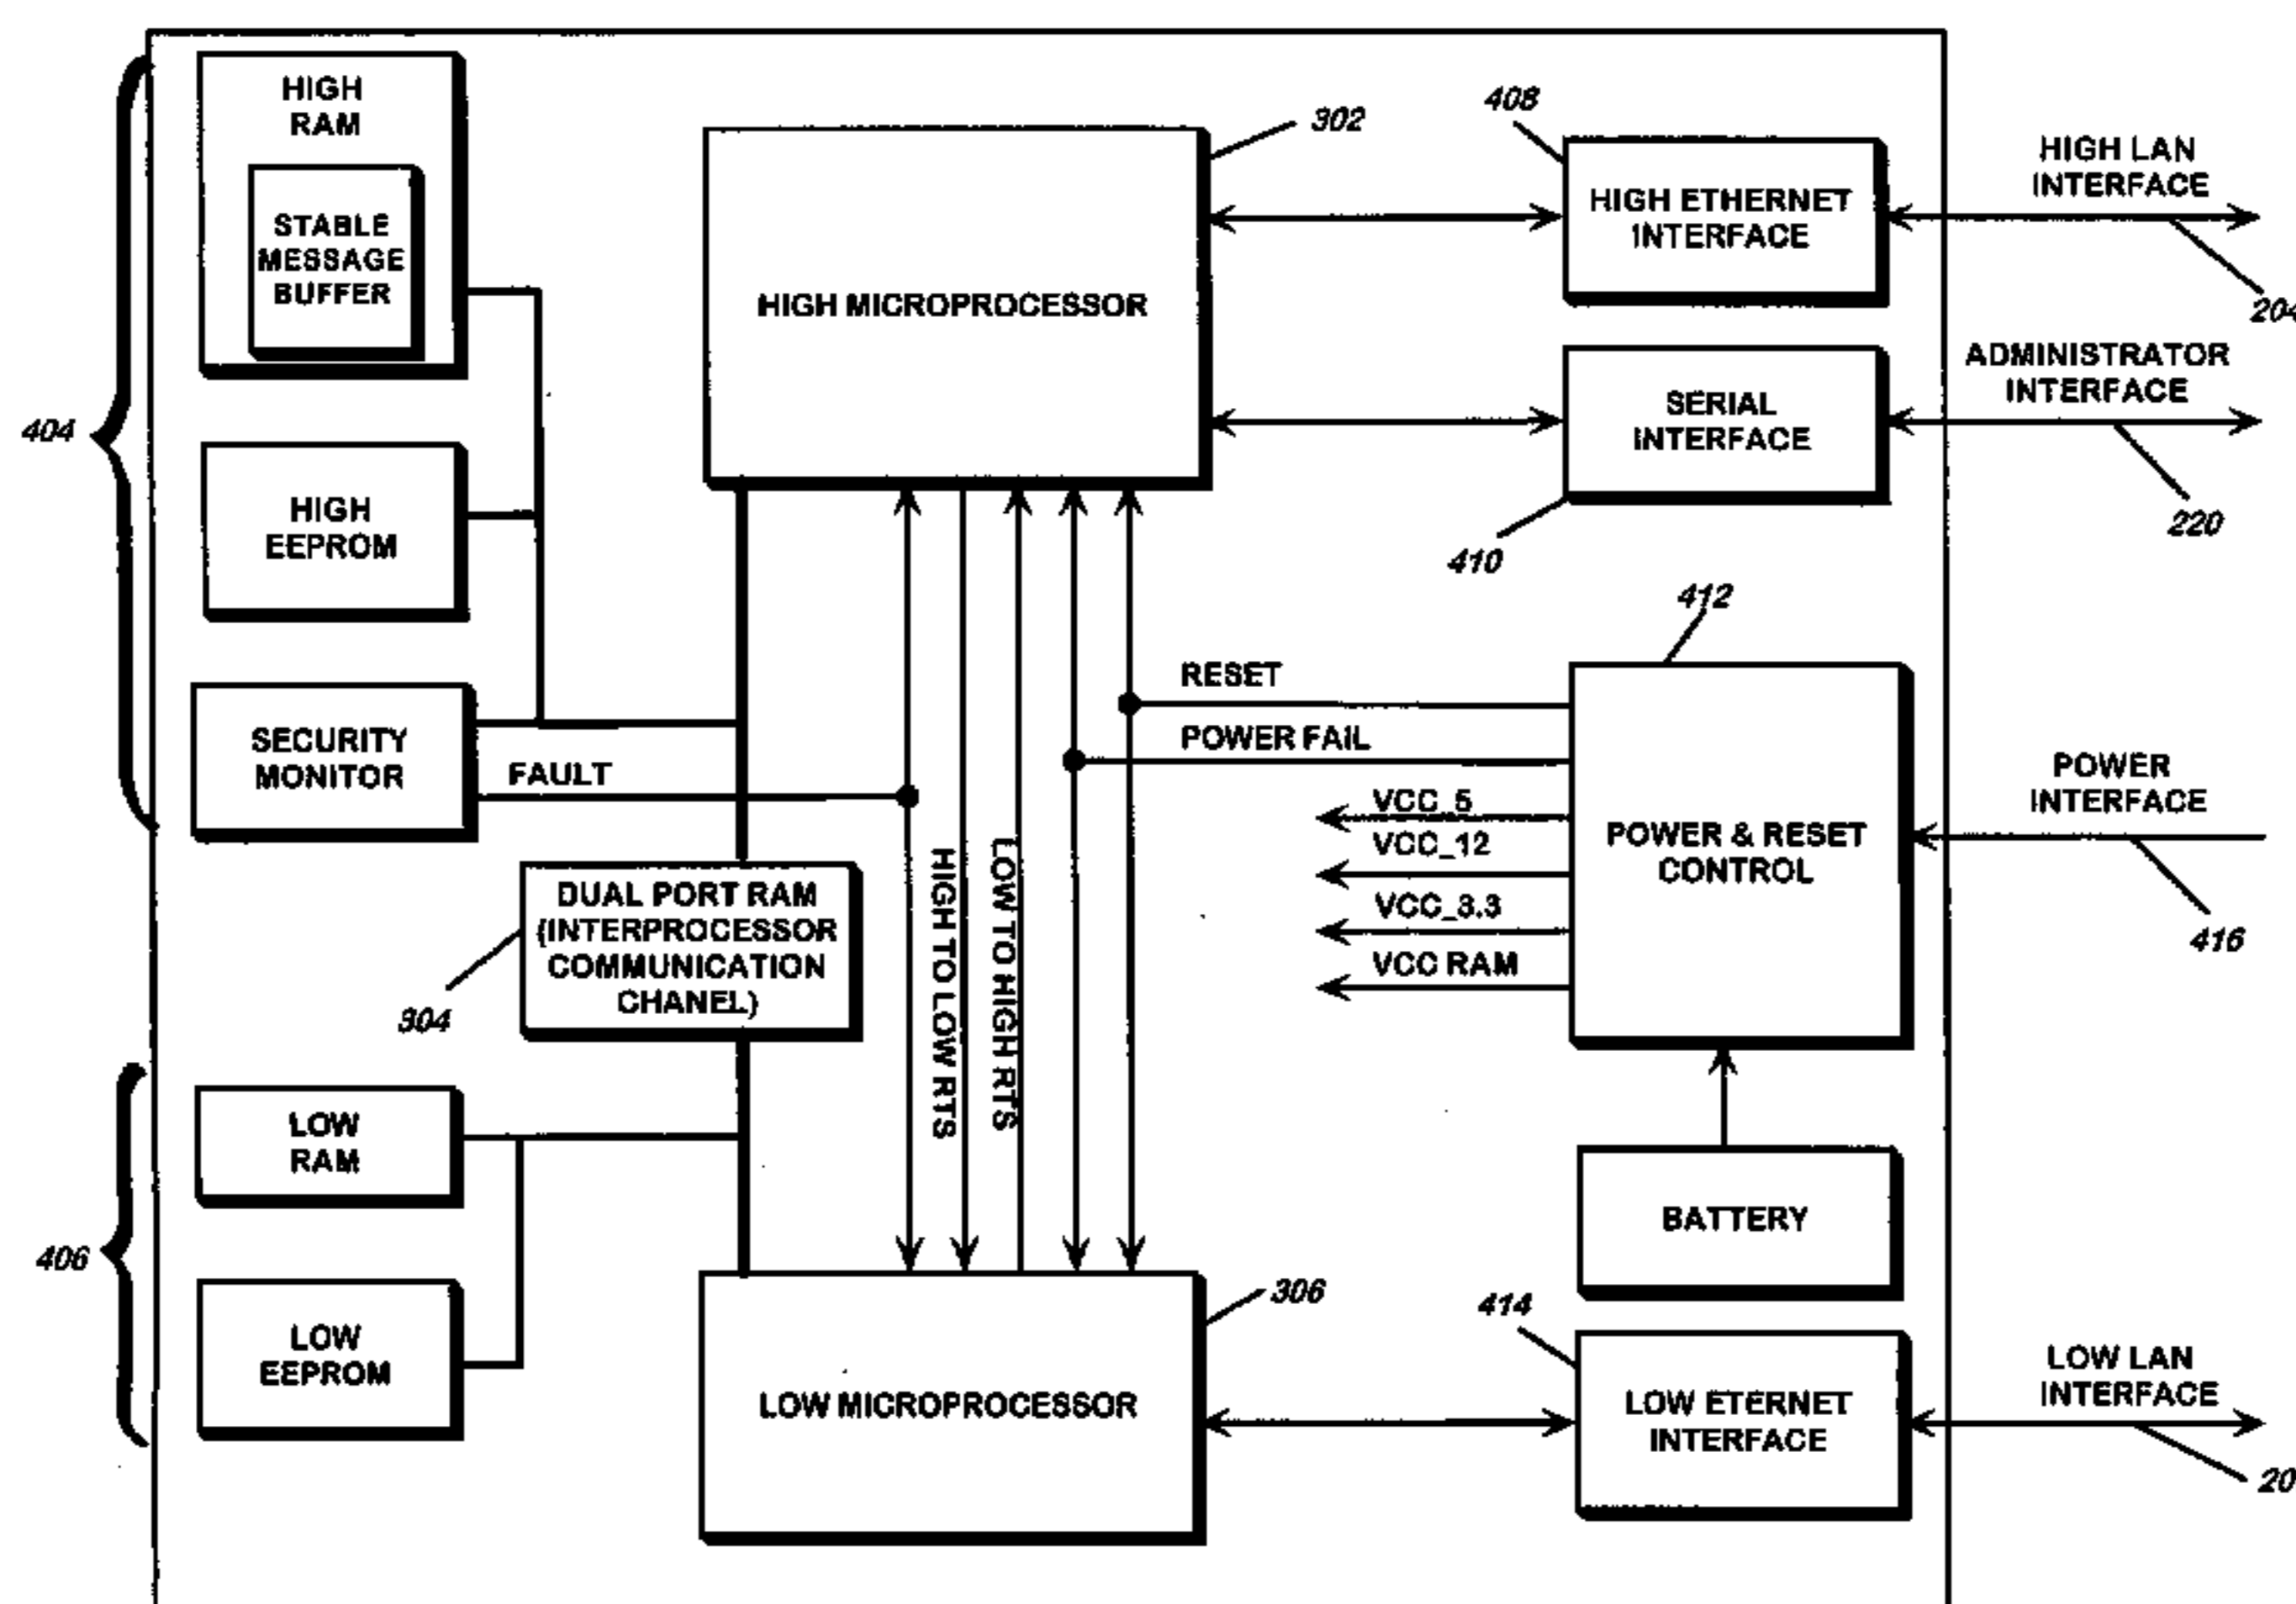 HIGH
RAM
STABLE
MESSAGE
BUFFER
404
HIGH
EEPROM
SECURITY
MONITOR
FAULT
HIGH MICROPROCESSOR
302
408
HIGH ETHERNET
INTERFACE
HIGH LAN
INTERFACE
204
SERIAL
INTERFACE
410
ADMINISTRATOR
INTERFACE
220
412
RESET
POWER FAIL
VCC_5
VCC_12
VCC_3.3
VCC RAM
POWER & RESET
CONTROL
POWER
INTERFACE
416
DUAL PORT RAM
(INTERPROCESSOR
COMMUNICATION
CHANEL)
304
HIGH TO LOW RTS
LOW TO HIGH RTS
LOW
RAM
406
LOW
EEPROM
LOW MICROPROCESSOR
306
BATTERY
414
LOW ETERNET
INTERFACE
LOW LAN
INTERFACE